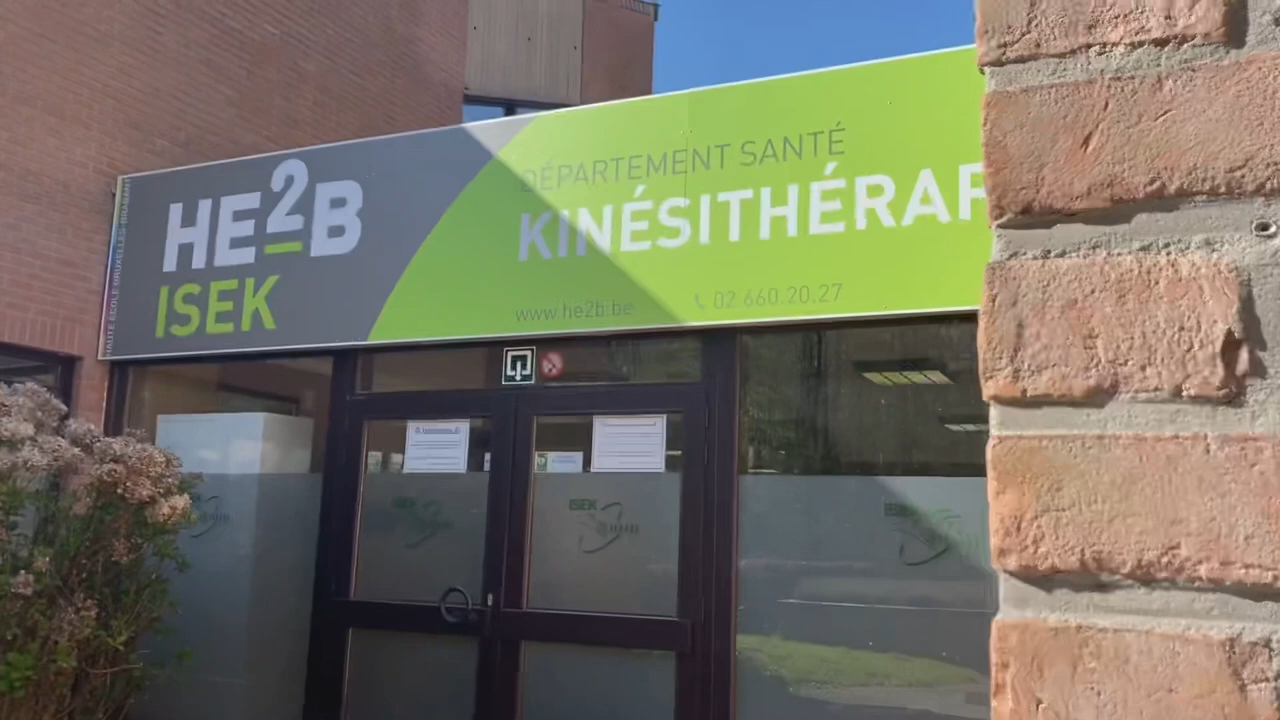 HAUTE ÉCOLE BRUXELLES-BRABANT
HE2B
ISEK
DÉPARTEMENT SANTÉ
KINÉSITHÉRAP
www.he2b.be
02 660.20.27
ISEK